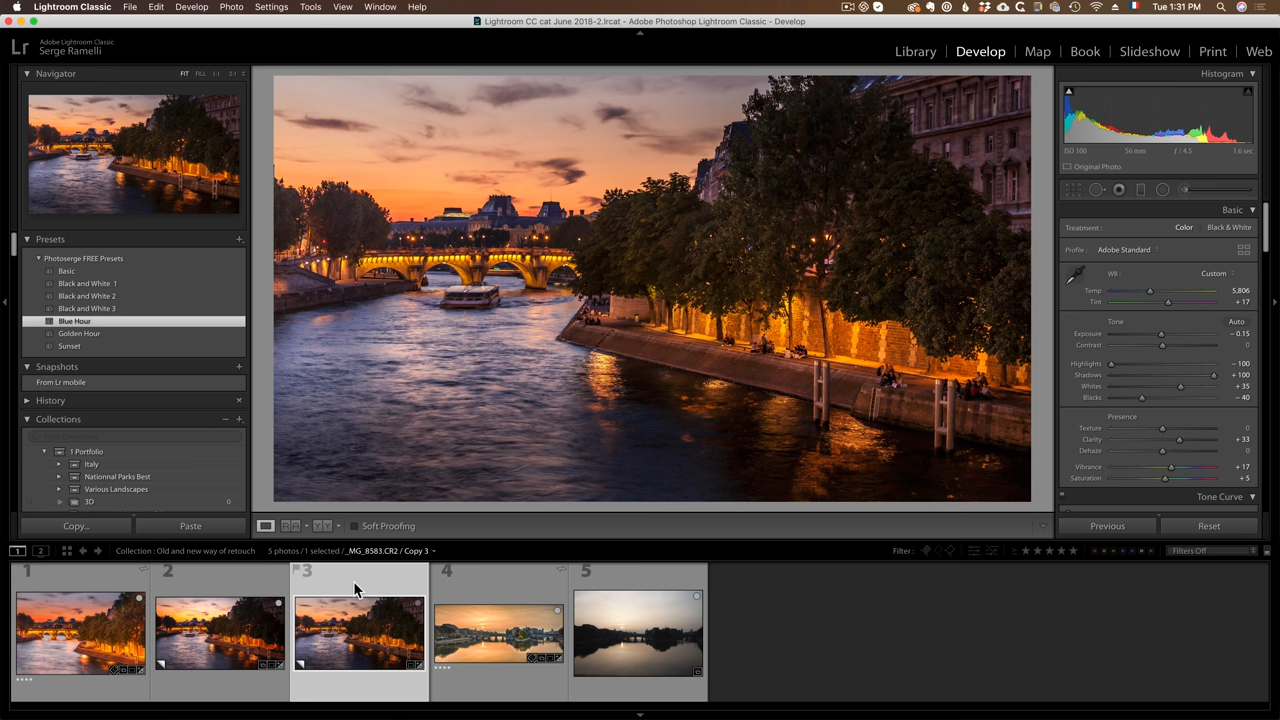 Lightroom Classic File Edit Develop Photo Settings Tools View Window Help Tue 1:31 PM
Lightroom CC cat June 2018-2.lrcat - Adobe Photoshop Lightroom Classic - Develop
Lr Adobe Lightroom Classic
Serge Ramelli
Library | Develop | Map | Book | Slideshow | Print | Web
Navigator FIT FILL 1:1 2:1
Presets
Photoserge FREE Presets
Basic
Black and White 1
Black and White 2
Black and White 3
Blue Hour
Golden Hour
Sunset
Snapshots
From Lr mobile
History
Collections
1 Portfolio
Italy
Nationnal Parks Best
Various Landscapes
3D 0
Copy... Paste
Soft Proofing
Histogram
ISO 100 56 mm ƒ / 4.5 1.6 sec
Original Photo
Basic
Treatment: Color Black & White
Profile: Adobe Standard
WB: Custom
Temp 5,806
Tint + 17
Tone Auto
Exposure − 0.15
Contrast
Highlights − 100
Shadows + 100
Whites + 35
Blacks − 40
Presence
Texture
Clarity + 33
Dehaze
Vibrance + 17
Saturation + 5
Tone Curve
Previous Reset
1 2 Collection : Old and new way of retouch 5 photos / 1 selected / _MG_8583.CR2 / Copy 3 Filter : Filters Off
1 2 3 4 5